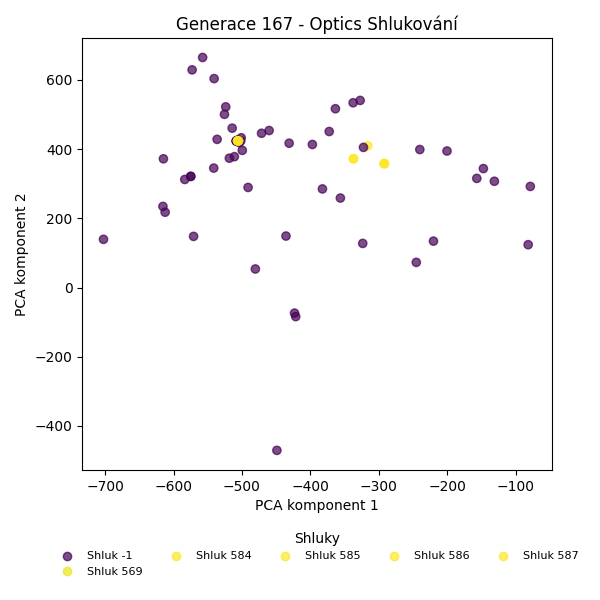 Generace 167 - Optics Shlukování
PCA komponent 2
600
400
200
0
−200
−400
−700 −600 −500 −400 −300 −200 −100
PCA komponent 1
Shluky
Shluk -1 Shluk 584 Shluk 585 Shluk 586 Shluk 587
Shluk 569